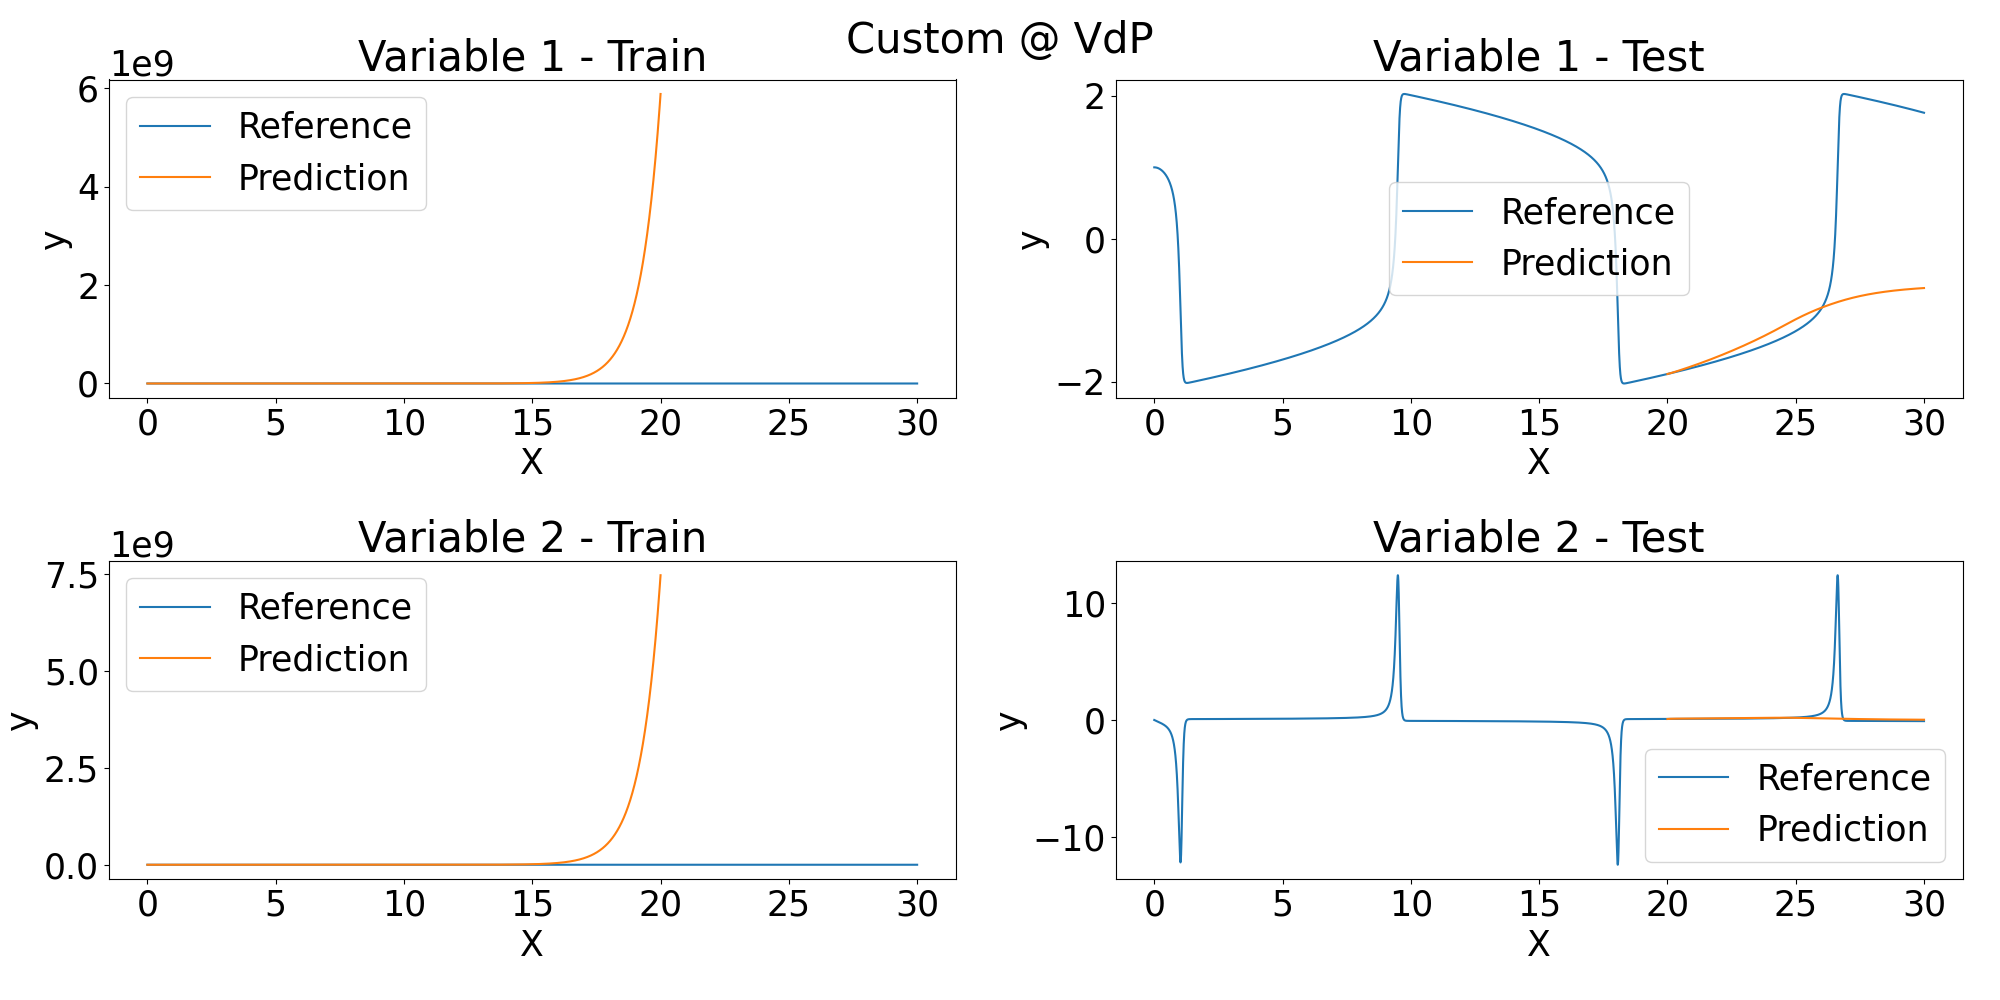 Custom @ VdP
Variable 1 - Train
1e9
6
4
2
0
y
Reference
Prediction
0 5 10 15 20 25 30
X
Variable 1 - Test
2
0
−2
y
Reference
Prediction
0 5 10 15 20 25 30
X
Variable 2 - Train
1e9
7.5
5.0
2.5
0.0
y
Reference
Prediction
0 5 10 15 20 25 30
X
Variable 2 - Test
10
0
−10
y
Reference
Prediction
0 5 10 15 20 25 30
X